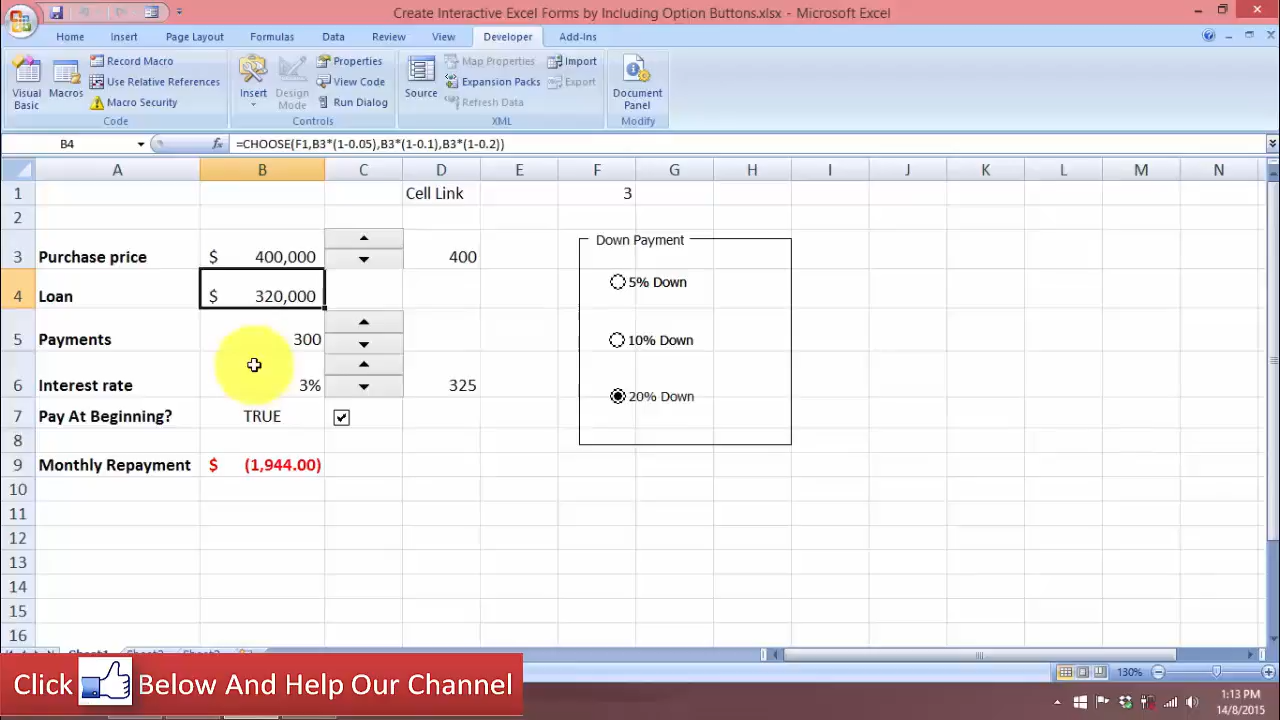 Create Interactive Excel Forms by Including Option Buttons.xlsx - Microsoft Excel
Home Insert Page Layout Formulas Data Review View Developer Add-Ins
Visual Basic
Macros
Record Macro
Use Relative References
Macro Security
Code
Insert
Design Mode
Properties
View Code
Run Dialog
Controls
Source
Map Properties
Expansion Packs
Refresh Data
Import
Export
XML
Document Panel
Modify
B4 fx =CHOOSE(F1,B3*(1-0.05),B3*(1-0.1),B3*(1-0.2))
A B C D E F G H I J K L M N
1 Cell Link 3
2
3 Purchase price $ 400,000 400
Down Payment
5% Down
4 Loan $ 320,000
5 Payments 300
10% Down
6 Interest rate 3% 325
20% Down
7 Pay At Beginning? TRUE
8
9 Monthly Repayment $ (1,944.00)
10
11
12
13
14
15
16
Sheet1 Sheet2 Sheet3
130%
Click Below And Help Our Channel
1:13 PM
14/8/2015